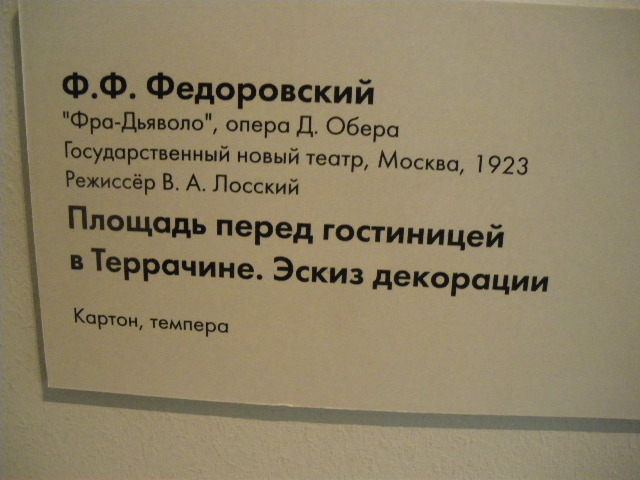 Ф.Ф. Федоровский
"Фра-Дьяволо", опера Д. Обера
Государственный новый театр, Москва, 1923
Режиссёр В. А. Лосский
Площадь перед гостиницей
в Террачине. Эскиз декорации
Картон, темпера